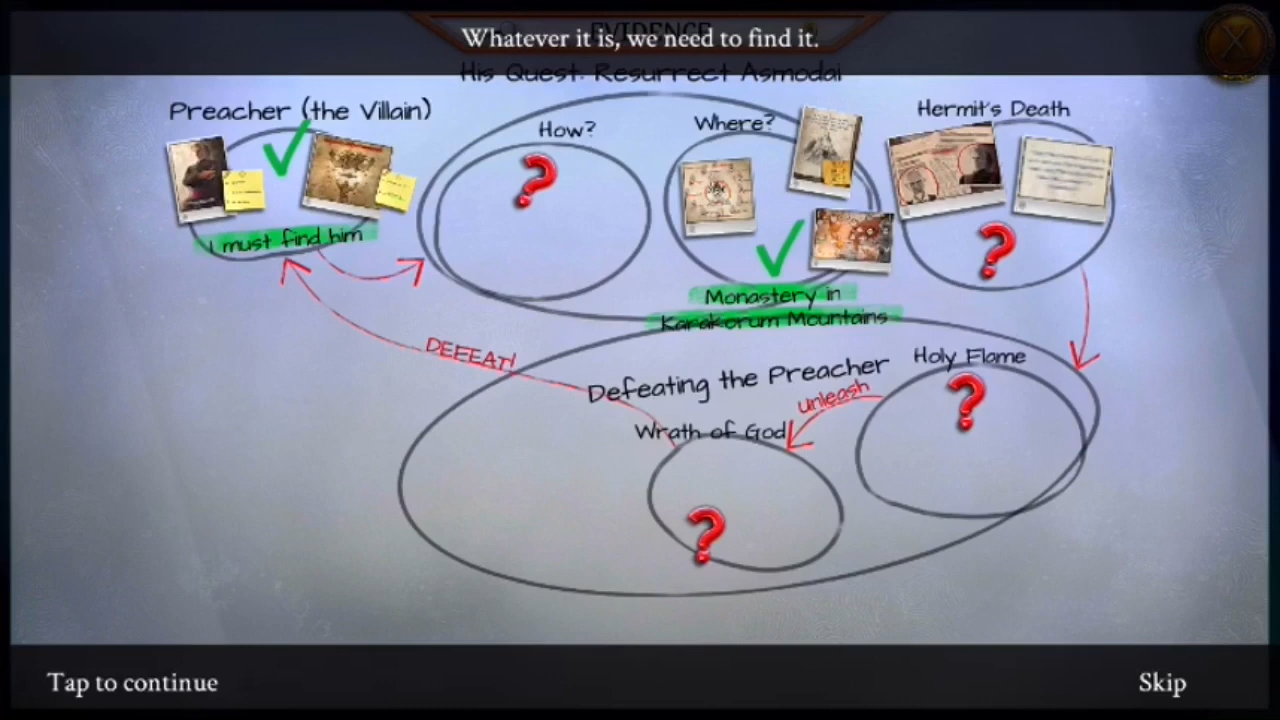 EVIDENCE
Whatever it is, we need to find it.
His Quest: Resurrect Asmodai
Preacher (the Villain)
How?
Where?
Hermit's Death
I must find him
Monastery in
Karakorum Mountains
DEFEAT!
Defeating the Preacher
Holy Flame
unleash
Wrath of God
Tap to continue
Skip